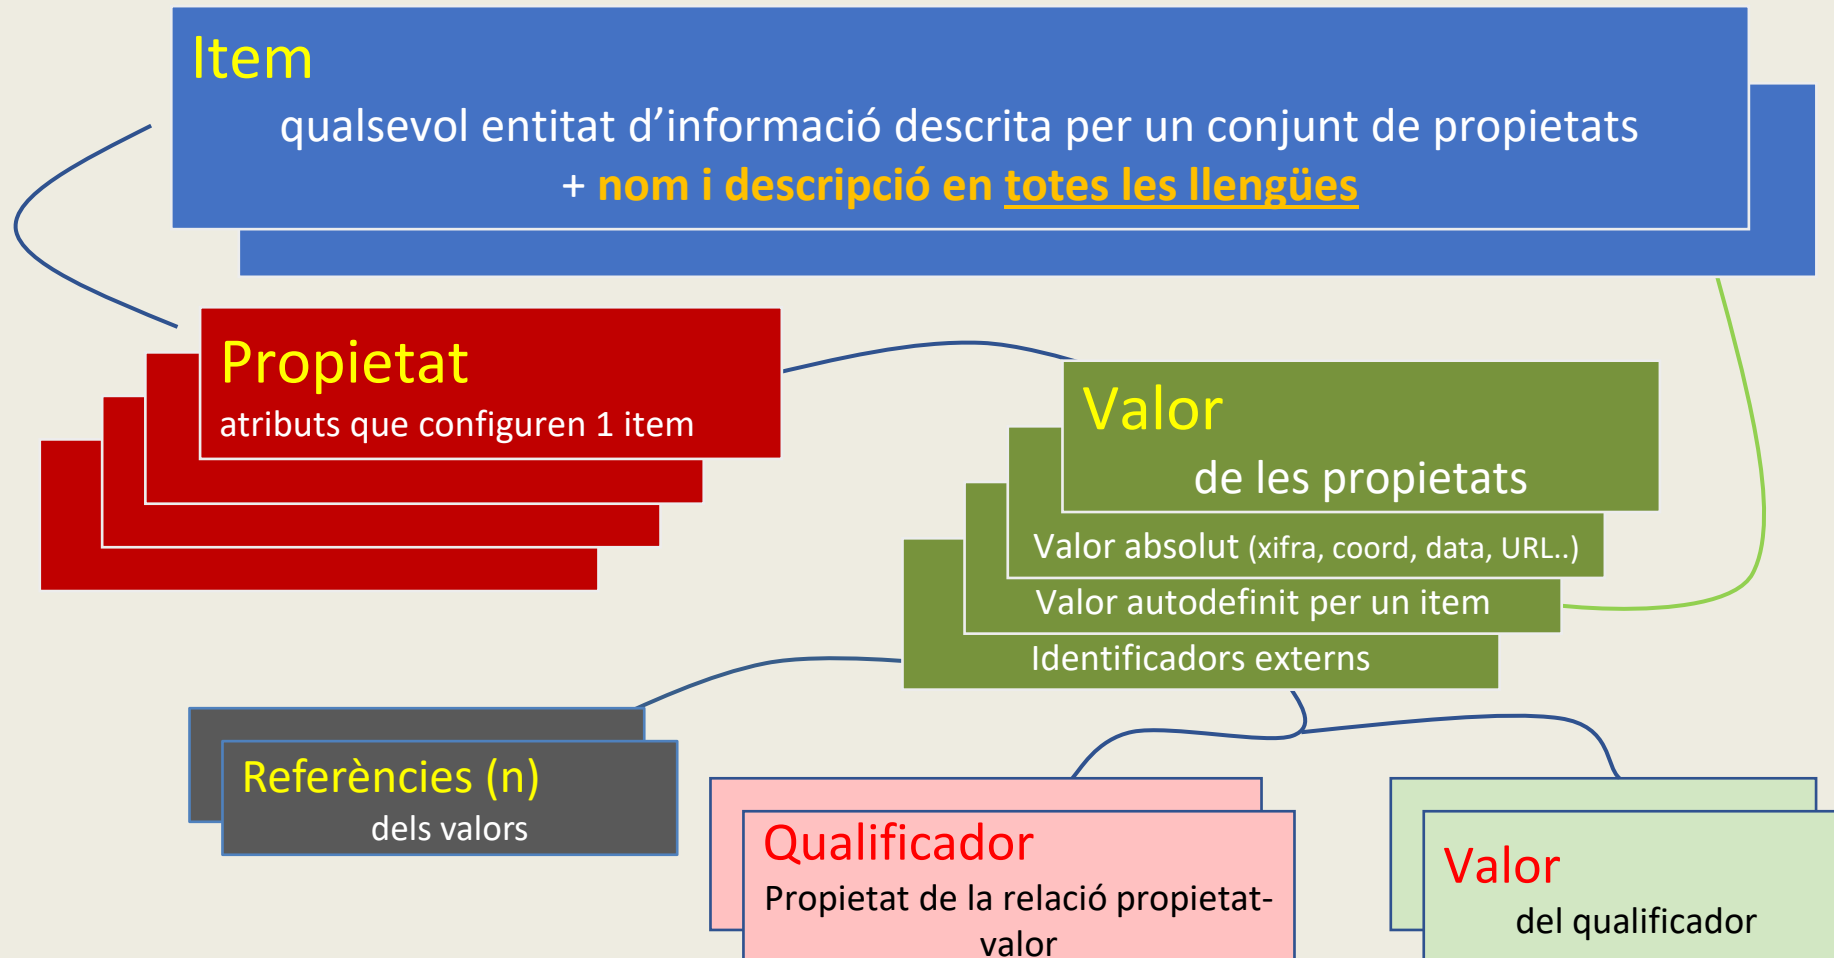 Item
qualsevol entitat d’informació descrita per un conjunt de propietats
+ nom i descripció en totes les llengües
Propietat
atributs que configuren 1 item
Valor
de les propietats
Valor absolut (xifra, coord, data, URL..)
Valor autodefinit per un item
Identificadors externs
Referències (n)
dels valors
Qualificador
Propietat de la relació propietat-
valor
Valor
del qualificador